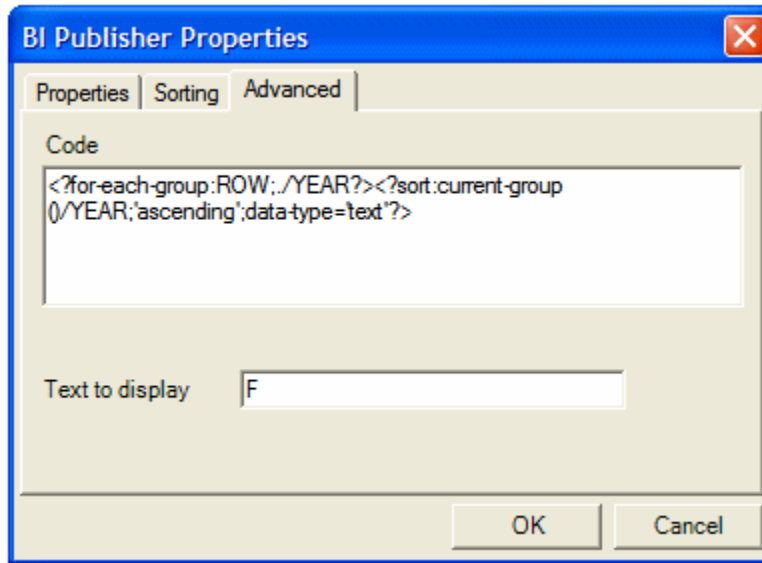 BI Publisher Properties
Properties Sorting Advanced
Code
<?for-each-group:ROW;./YEAR?><?sort:current-group
()/YEAR;'ascending';data-type='text'?>
Text to display F
OK Cancel